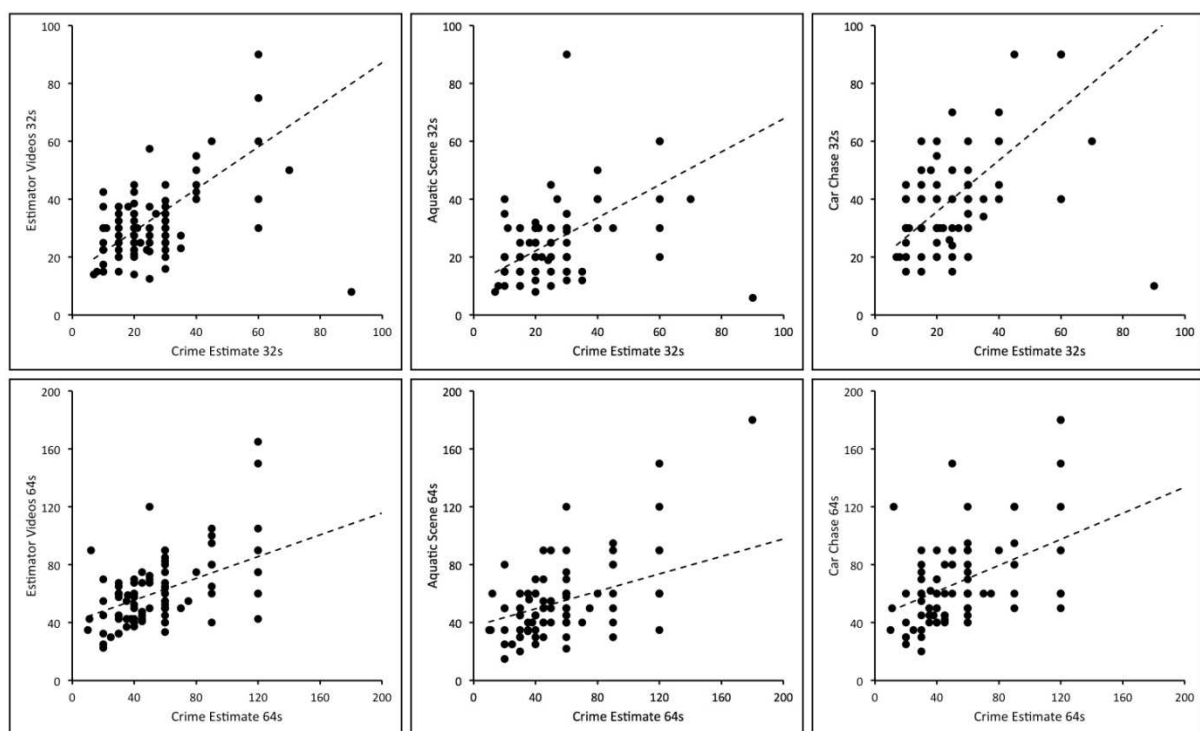 Estimator Videos 32s
100
80
60
40
20
0
0 20 40 60 80 100
Crime Estimate 32s
Aquatic Scene 32s
100
80
60
40
20
0
0 20 40 60 80 100
Crime Estimate 32s
Car Chase 32s
100
80
60
40
20
0
0 20 40 60 80 100
Crime Estimate 32s
Estimator Videos 64s
200
160
120
80
40
0
0 40 80 120 160 200
Crime Estimate 64s
Aquatic Scene 64s
200
160
120
80
40
0
0 40 80 120 160 200
Crime Estimate 64s
Car Chase 64s
200
160
120
80
40
0
0 40 80 120 160 200
Crime Estimate 64s